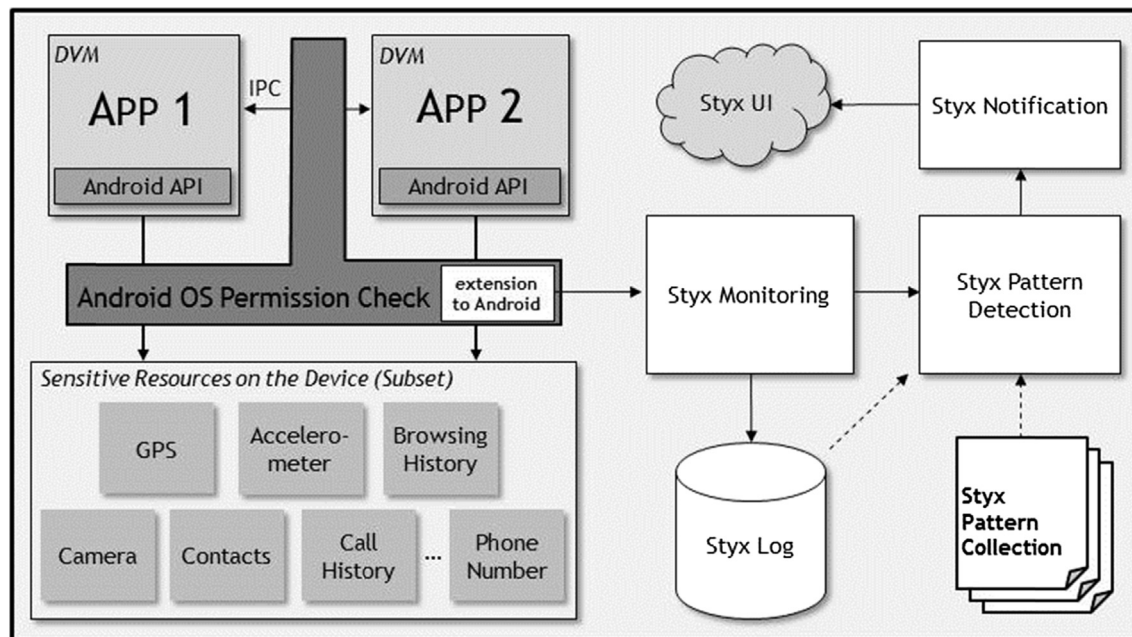 DVM
APP 1
Android API
IPC
DVM
APP 2
Android API
Styx UI
Styx Notification
Android OS Permission Check
extension
to Android
Styx Monitoring
Styx Pattern
Detection
Sensitive Resources on the Device (Subset)
GPS
Accelero-
meter
Browsing
History
Camera
Contacts
Call
History
...
Phone
Number
Styx Log
Styx
Pattern
Collection